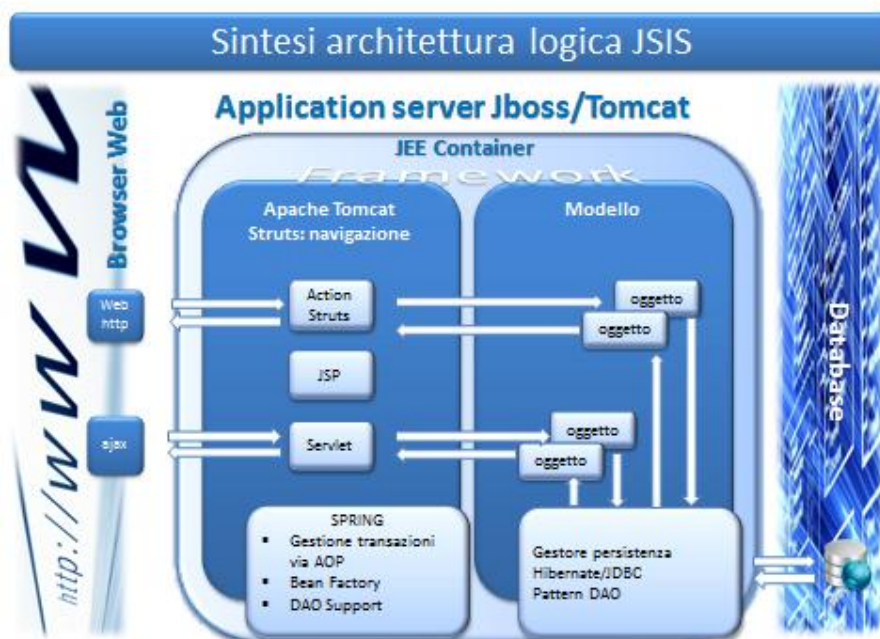 Sintesi architettura logica JSIS
Application server Jboss/Tomcat
JEE Container
Framework
http://www
Browser Web
Web
http
ajax
Apache Tomcat
Struts: navigazione
Action
Struts
JSP
Servlet
SPRING
▪ Gestione transazioni
via AOP
▪ Bean Factory
▪ DAO Support
Modello
oggetto
oggetto
oggetto
oggetto
Gestore persistenza
Hibernate/JDBC
Pattern DAO
Database